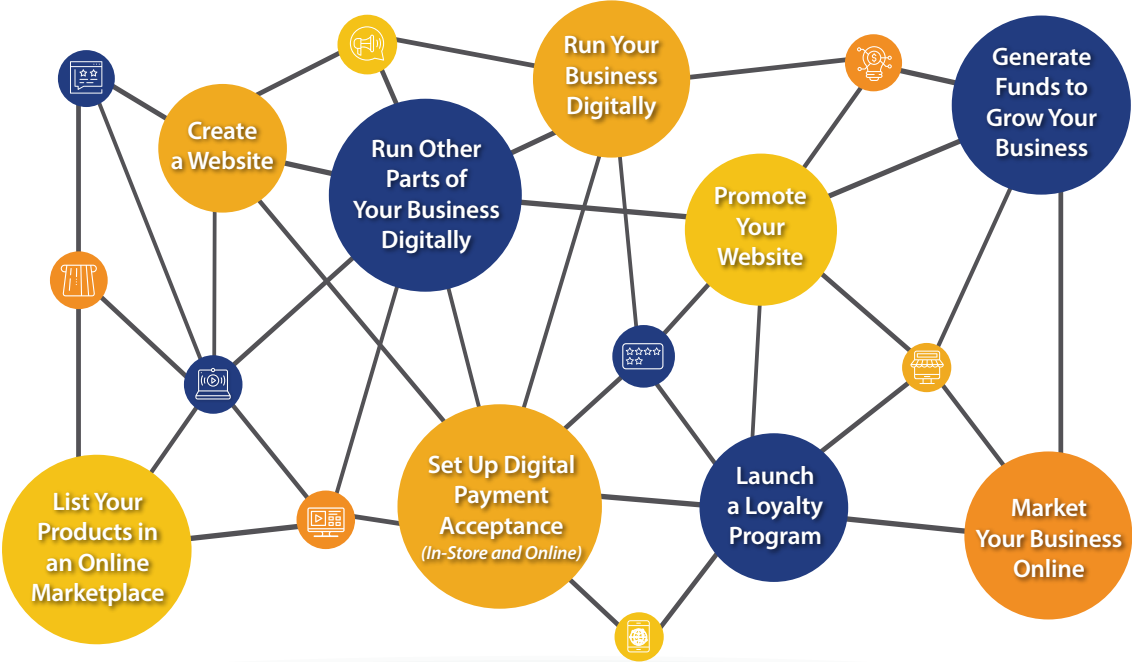 Create
a Website
Run Other
Parts of
Your Business
Digitally
Run Your
Business
Digitally
Promote
Your
Website
Generate
Funds to
Grow Your
Business
List Your
Products in
an Online
Marketplace
Set Up Digital
Payment
Acceptance
(In-Store and Online)
Launch
a Loyalty
Program
Market
Your Business
Online